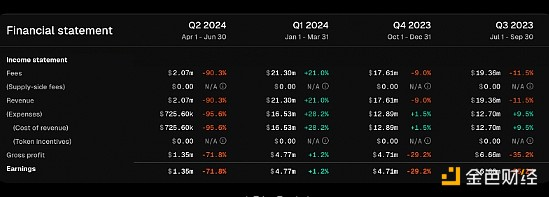 Financial statement Q2 2024 Q1 2024 Q4 2023 Q3 2023
Apr 1 - Jun 30 Jan 1 - Mar 31 Oct 1 - Dec 31 Jul 1 - Sep 30
Income statement
Fees $2.07m -90.3% $21.30m +21.0% $17.61m -9.0% $19.36m -11.5%
(Supply-side fees) $0.00 N/A $0.00 N/A $0.00 N/A $0.00 N/A
Revenue $2.07m -90.3% $21.30m +21.0% $17.61m -9.0% $19.36m -11.5%
(Expenses) $725.60k -95.6% $16.53m +28.2% $12.89m +1.5% $12.70m +9.5%
(Cost of revenue) $725.60k -95.6% $16.53m +28.2% $12.89m +1.5% $12.70m +9.5%
(Token incentives) $0.00 N/A $0.00 N/A $0.00 N/A $0.00 N/A
Gross profit $1.35m -71.8% $4.77m +1.2% $4.71m -29.2% $6.66m -35.2%
Earnings $1.35m -71.8% $4.77m +1.2% $4.71m -29.2%
金色财经